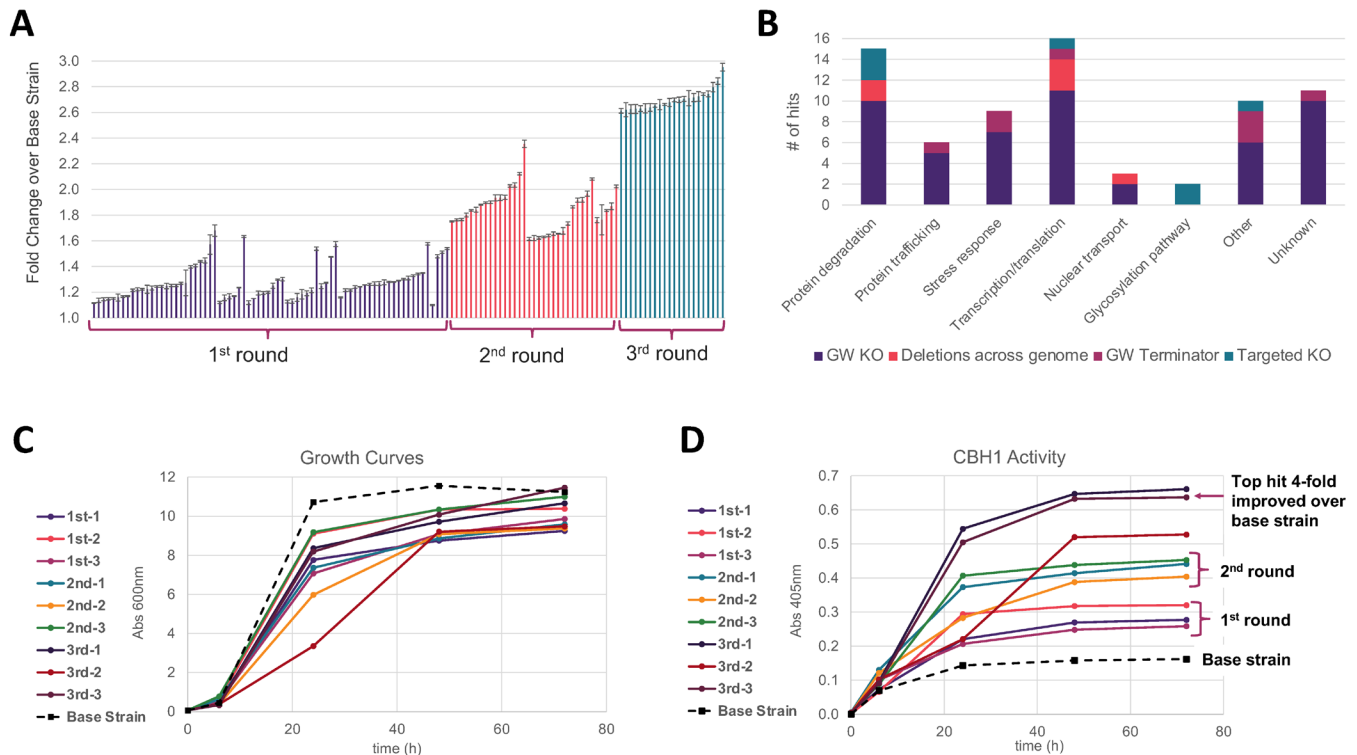 A
3.0
2.8
2.6
2.4
2.2
2.0
1.8
1.6
1.4
1.2
1.0
Fold Change over Base Strain
1st round
2nd round
3rd round
B
16
14
12
10
8
6
4
2
0
# of hits
Protein degradation
Protein trafficking
Stress response
Transcription/translation
Nuclear transport
Glycosylation pathway
Other
Unknown
GW KO
Deletions across genome
GW Terminator
Targeted KO
C
Growth Curves
1st-1
1st-2
1st-3
2nd-1
2nd-2
2nd-3
3rd-1
3rd-2
3rd-3
Base Strain
Abs 600nm
12
10
8
6
4
2
0
0 20 40 60 80
time (h)
D
CBH1 Activity
1st-1
1st-2
1st-3
2nd-1
2nd-2
2nd-3
3rd-1
3rd-2
3rd-3
Base Strain
Abs 405nm
0.7
0.6
0.5
0.4
0.3
0.2
0.1
0.0
0 20 40 60 80
time (h)
Top hit 4-fold
improved over
base strain
2nd round
1st round
Base strain